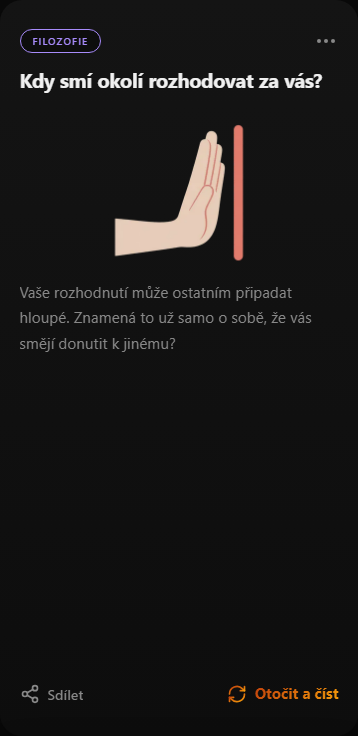 FILOZOFIE
Kdy smí okolí rozhodovat za vás?
Vaše rozhodnutí může ostatním připadat
hloupé. Znamená to už samo o sobě, že vás
smějí donutit k jinému?
Sdílet
Otočit a číst